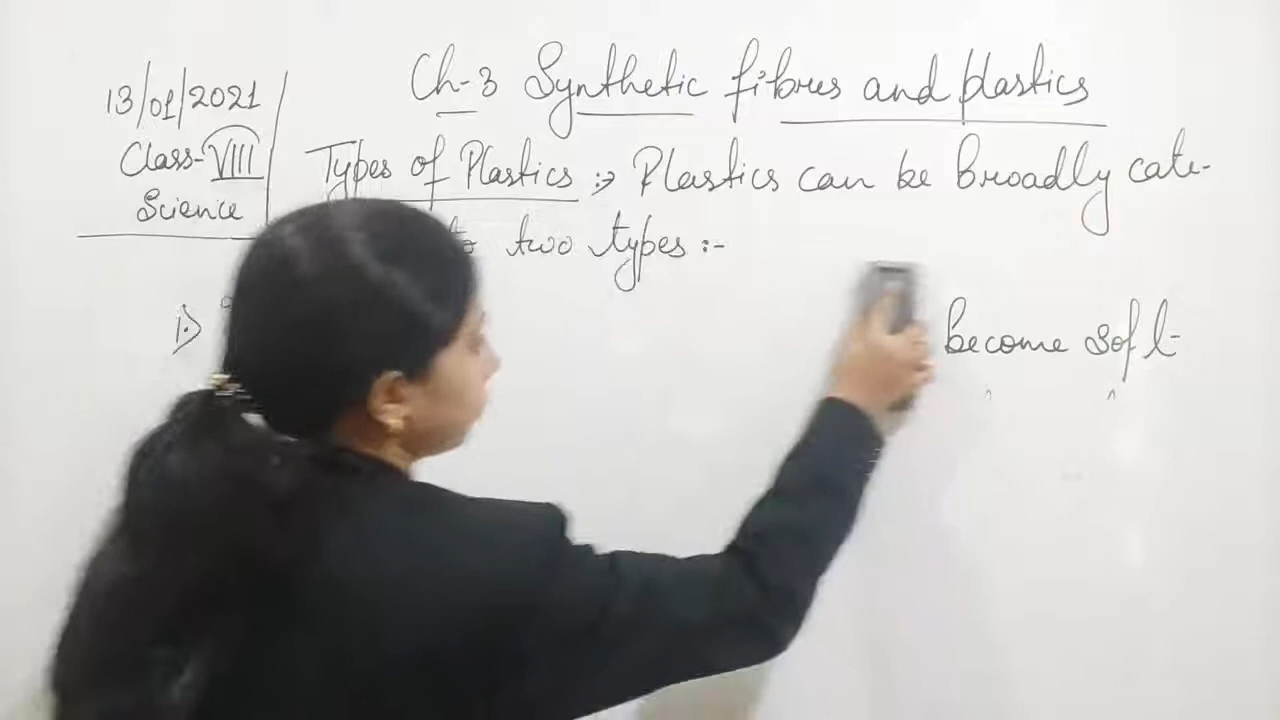 13/01/2021
Class-VIII
Science
Ch-3 Synthetic fibres and plastics
Types of Plastics :→ Plastics can be broadly cate-
to two types :-
1)
become soft